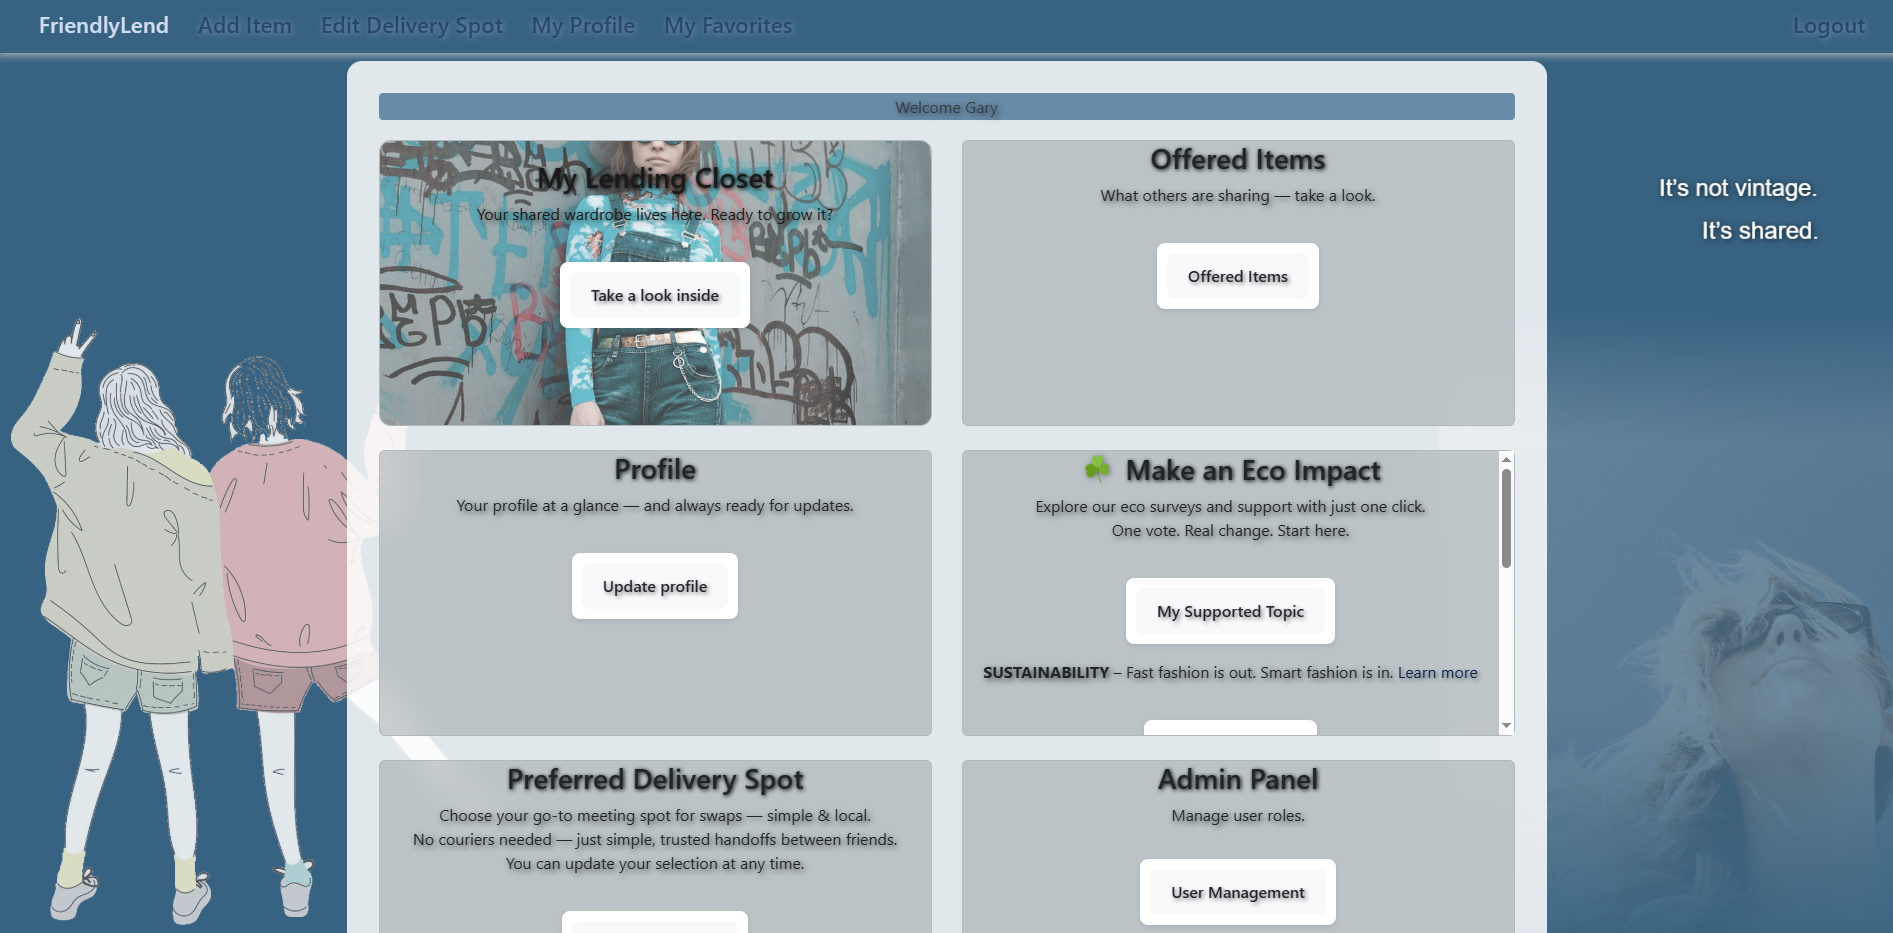 FriendlyLend Add Item Edit Delivery Spot My Profile My Favorites Logout
Welcome Gary
My Lending Closet
Your shared wardrobe lives here. Ready to grow it?
Take a look inside
Offered Items
What others are sharing — take a look.
Offered Items
It's not vintage.
It's shared.
Profile
Your profile at a glance — and always ready for updates.
Update profile
☘️ Make an Eco Impact
Explore our eco surveys and support with just one click.
One vote. Real change. Start here.
My Supported Topic
SUSTAINABILITY – Fast fashion is out. Smart fashion is in. Learn more
Preferred Delivery Spot
Choose your go-to meeting spot for swaps — simple & local.
No couriers needed — just simple, trusted handoffs between friends.
You can update your selection at any time.
Admin Panel
Manage user roles.
User Management